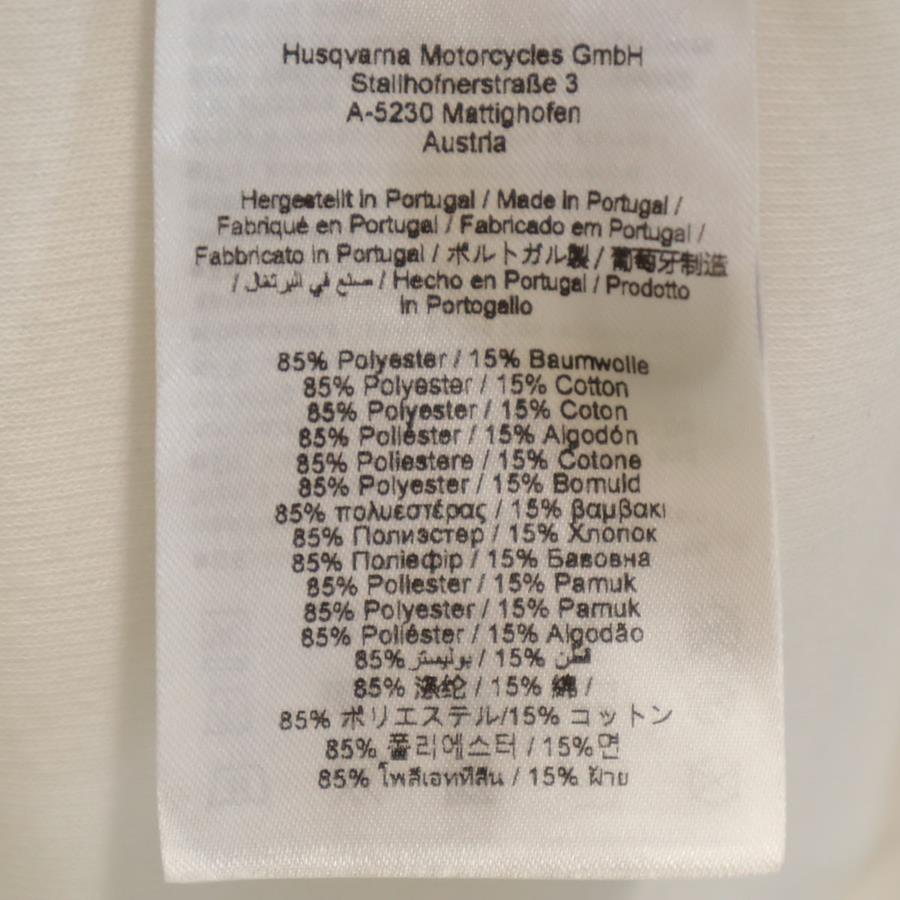 Husqvarna Motorcycles GmbH
Stallhofnerstraße 3
A-5230 Mattighofen
Austria
Hergestellt in Portugal / Made in Portugal /
Fabriqué en Portugal / Fabricado em Portugal /
Fabbricato in Portugal / ポルトガル製 / 葡萄牙制造
/ صنع في البرتغال / Hecho en Portugal / Prodotto
in Portogallo
85% Polyester / 15% Baumwolle
85% Polyester / 15% Cotton
85% Polyester / 15% Coton
85% Poliéster / 15% Algodón
85% Poliestere / 15% Cotone
85% Polyester / 15% Bomuld
85% πολυεστέρας / 15% βαμβακι
85% Полиэстер / 15% Хлопок
85% Поліефір / 15% Бавовна
85% Poliester / 15% Pamuk
85% Polyester / 15% Pamuk
85% Poliéster / 15% Algodão
85% بوليستر / 15% قطن
85% 涤纶 / 15% 綿 /
85% ポリエステル/15% コットン
85% 폴리에스터 / 15%면
85% โพลีเอททีลีน / 15% ฝ้าย